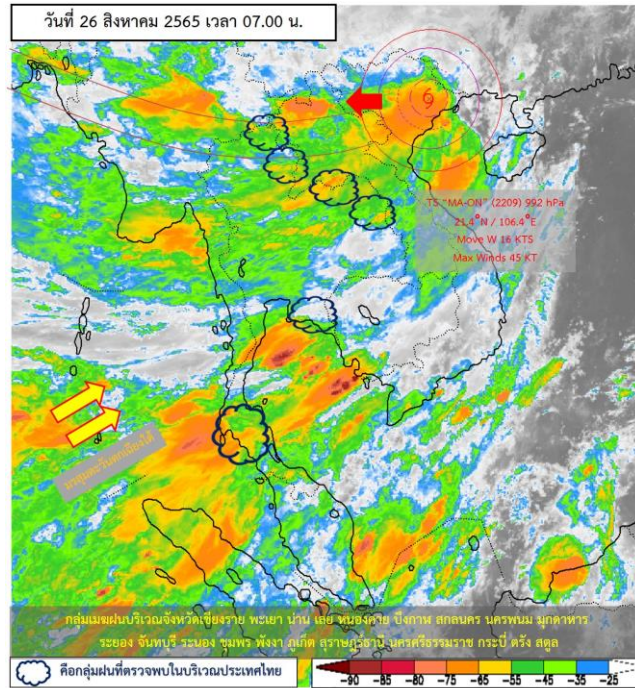 วันที่ 26 สิงหาคม 2565 เวลา 07.00 น.
TS "MA-ON" (2209) 992 hPa
21.4°N / 106.4°E
Move W 16 KTS
Max Winds 45 KT
มรสุมตะวันตกเฉียงใต้
กลุ่มเมฆฝนบริเวณจังหวัดเชียงราย พะเยา น่าน เลย หนองคาย บึงกาฬ สกลนคร นครพนม มุกดาหาร
ระยอง จันทบุรี ระนอง ชุมพร พังงา ภูเก็ต สุราษฎร์ธานี นครศรีธรรมราช กระบี่ ตรัง สตูล
คือกลุ่มฝนที่ตรวจพบในบริเวณประเทศไทย
-90 -85 -80 -75 -70 -65 -60 -55 -50 -45 -35 -25